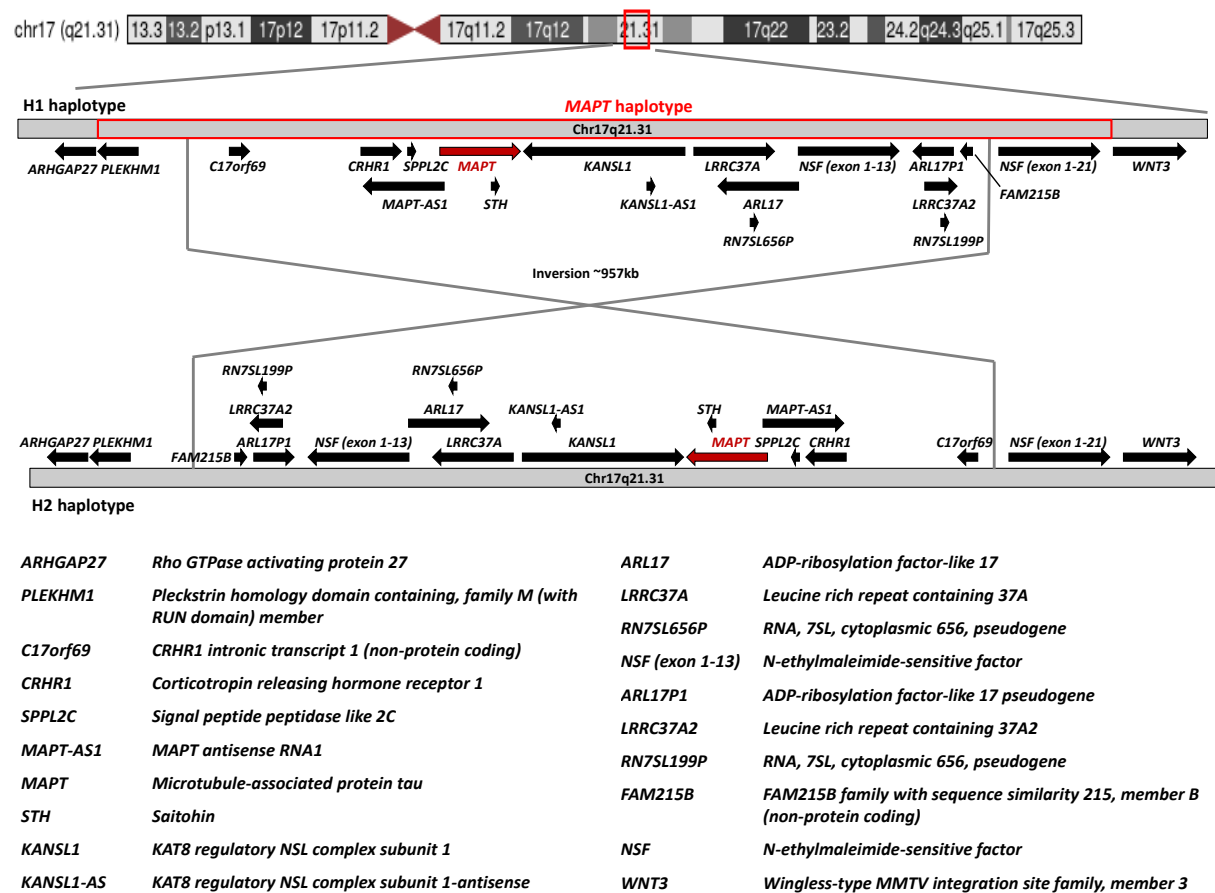 chr17 (q21.31) 13.3 13.2 p13.1 17p12 17p11.2 17q11.2 17q12 21.31 17q22 23.2 24.2 q24.3 q25.1 17q25.3
H1 haplotype
MAPT haplotype
Chr17q21.31
ARHGAP27 PLEKHM1 C17orf69 CRHR1 SPPL2C MAPT KANSL1 LRRC37A NSF (exon 1-13) ARL17P1 NSF (exon 1-21) WNT3
FAM215B
MAPT-AS1 STH KANSL1-AS1 ARL17 LRRC37A2
RN7SL656P RN7SL199P
Inversion ~957kb
RN7SL199P RN7SL656P
LRRC37A2 ARL17 KANSL1-AS1 STH MAPT-AS1
ARHGAP27 PLEKHM1 FAM215B ARL17P1 NSF (exon 1-13) LRRC37A KANSL1 MAPT SPPL2C CRHR1 C17orf69 NSF (exon 1-21) WNT3
Chr17q21.31
H2 haplotype
ARHGAP27 Rho GTPase activating protein 27
PLEKHM1 Pleckstrin homology domain containing, family M (with
RUN domain) member
C17orf69 CRHR1 intronic transcript 1 (non-protein coding)
CRHR1 Corticotropin releasing hormone receptor 1
SPPL2C Signal peptide peptidase like 2C
MAPT-AS1 MAPT antisense RNA1
MAPT Microtubule-associated protein tau
STH Saitohin
KANSL1 KAT8 regulatory NSL complex subunit 1
KANSL1-AS KAT8 regulatory NSL complex subunit 1-antisense
ARL17 ADP-ribosylation factor-like 17
LRRC37A Leucine rich repeat containing 37A
RN7SL656P RNA, 7SL, cytoplasmic 656, pseudogene
NSF (exon 1-13) N-ethylmaleimide-sensitive factor
ARL17P1 ADP-ribosylation factor-like 17 pseudogene
LRRC37A2 Leucine rich repeat containing 37A2
RN7SL199P RNA, 7SL, cytoplasmic 656, pseudogene
FAM215B FAM215B family with sequence similarity 215, member B
(non-protein coding)
NSF N-ethylmaleimide-sensitive factor
WNT3 Wingless-type MMTV integration site family, member 3